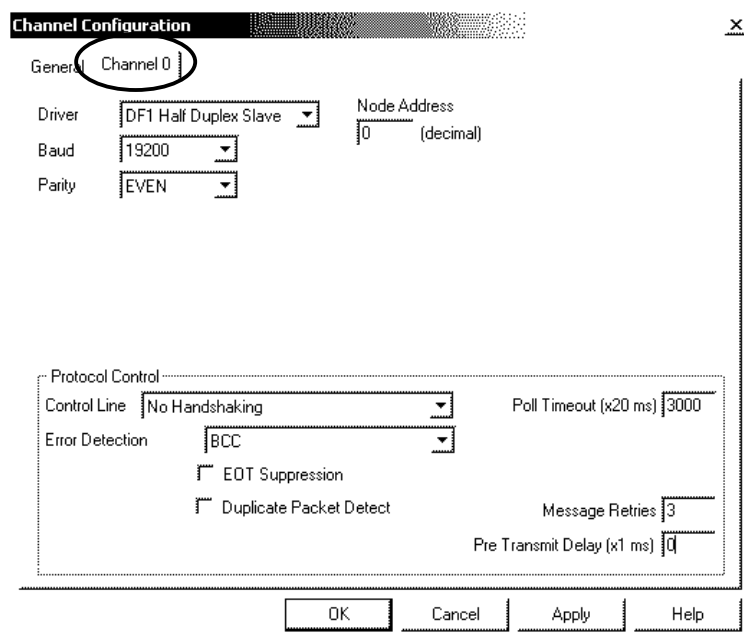 Channel Configuration
General Channel 0
Driver DF1 Half Duplex Slave Node Address
0 (decimal)
Baud 19200
Parity EVEN
Protocol Control
Control Line No Handshaking Poll Timeout (x20 ms) 3000
Error Detection BCC
EOT Suppression
Duplicate Packet Detect Message Retries 3
Pre Transmit Delay (x1 ms) 0
OK Cancel Apply Help